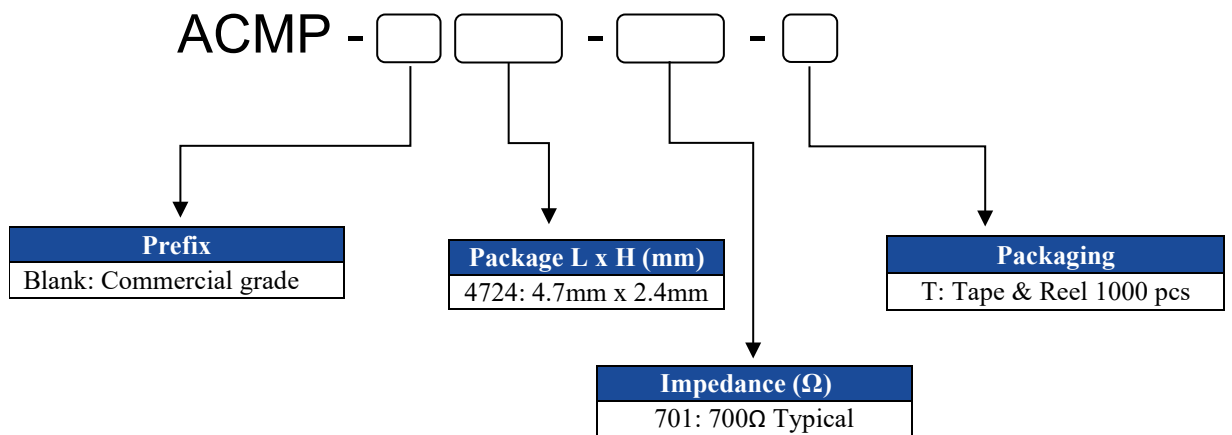 ACMP - - -
Prefix
Blank: Commercial grade
Package L x H (mm)
4724: 4.7mm x 2.4mm
Packaging
T: Tape & Reel 1000 pcs
Impedance (Ω)
701: 700Ω Typical